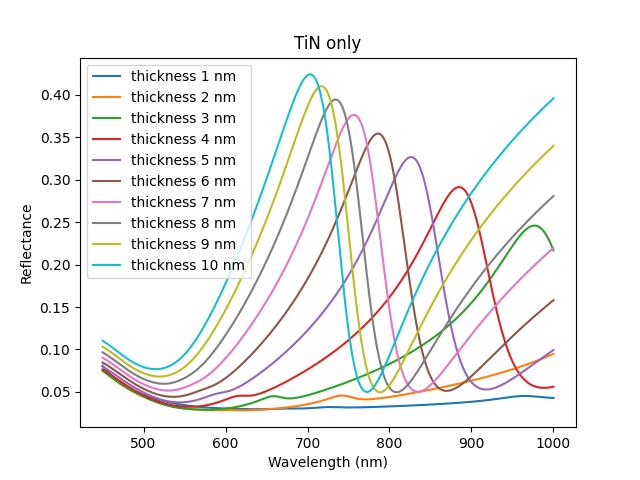 TiN only
thickness 1 nm
thickness 2 nm
thickness 3 nm
thickness 4 nm
thickness 5 nm
thickness 6 nm
thickness 7 nm
thickness 8 nm
thickness 9 nm
thickness 10 nm
0.40
0.35
0.30
0.25
0.20
0.15
0.10
0.05
Reflectance
500 600 700 800 900 1000
Wavelength (nm)